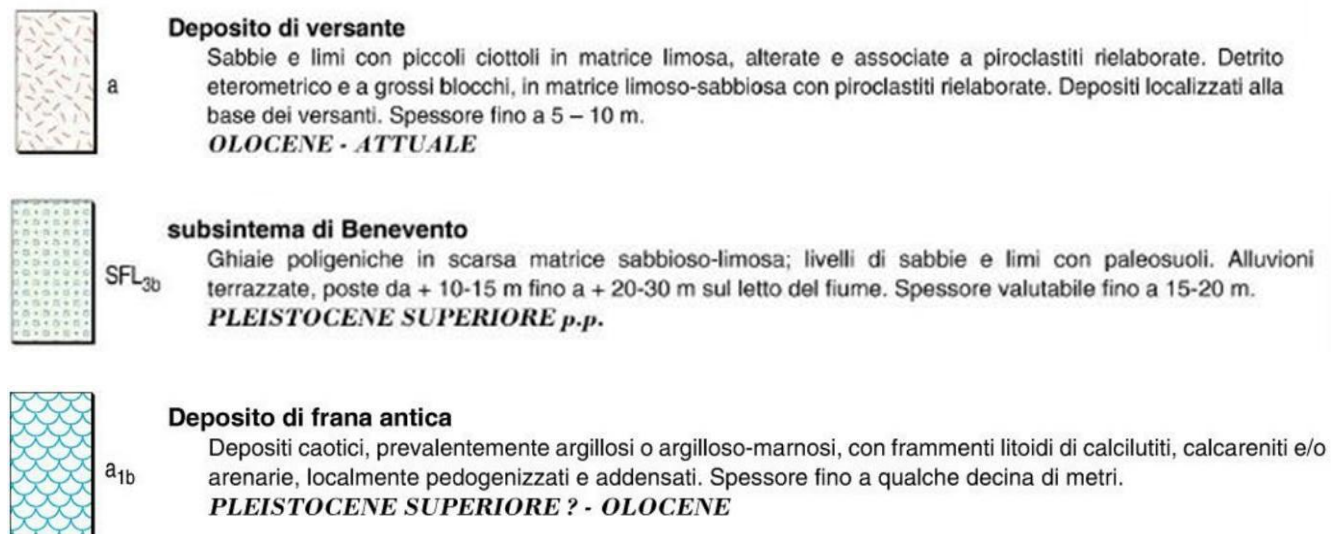 Deposito di versante
Sabbie e limi con piccoli ciottoli in matrice limosa, alterate e associate a piroclastiti rielaborate. Detrito
a
eterometrico e a grossi blocchi, in matrice limoso-sabbiosa con piroclastiti rielaborate. Depositi localizzati alla
base dei versanti. Spessore fino a 5 – 10 m.
OLOCENE - ATTUALE
subsintema di Benevento
Ghiaie poligeniche in scarsa matrice sabbioso-limosa; livelli di sabbie e limi con paleosuoli. Alluvioni
SFL3b
terrazzate, poste da + 10-15 m fino a + 20-30 m sul letto del fiume. Spessore valutabile fino a 15-20 m.
PLEISTOCENE SUPERIORE p.p.
Deposito di frana antica
Depositi caotici, prevalentemente argillosi o argilloso-marnosi, con frammenti litoidi di calcilutiti, calcareniti e/o
a1b
arenarie, localmente pedogenizzati e addensati. Spessore fino a qualche decina di metri.
PLEISTOCENE SUPERIORE ? - OLOCENE